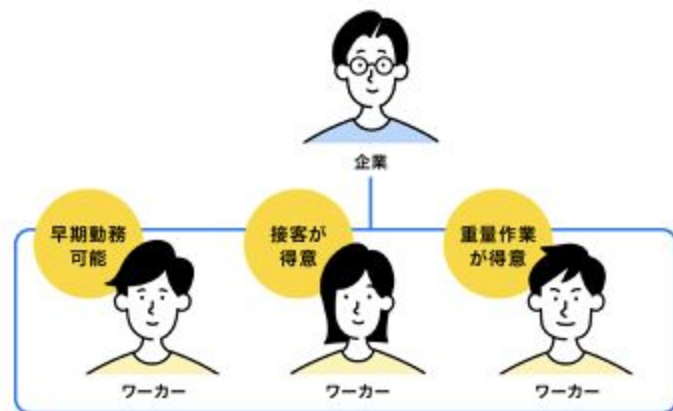 企業
早期勤務
可能
接客が
得意
重量作業
が得意
ワーカー
ワーカー
ワーカー